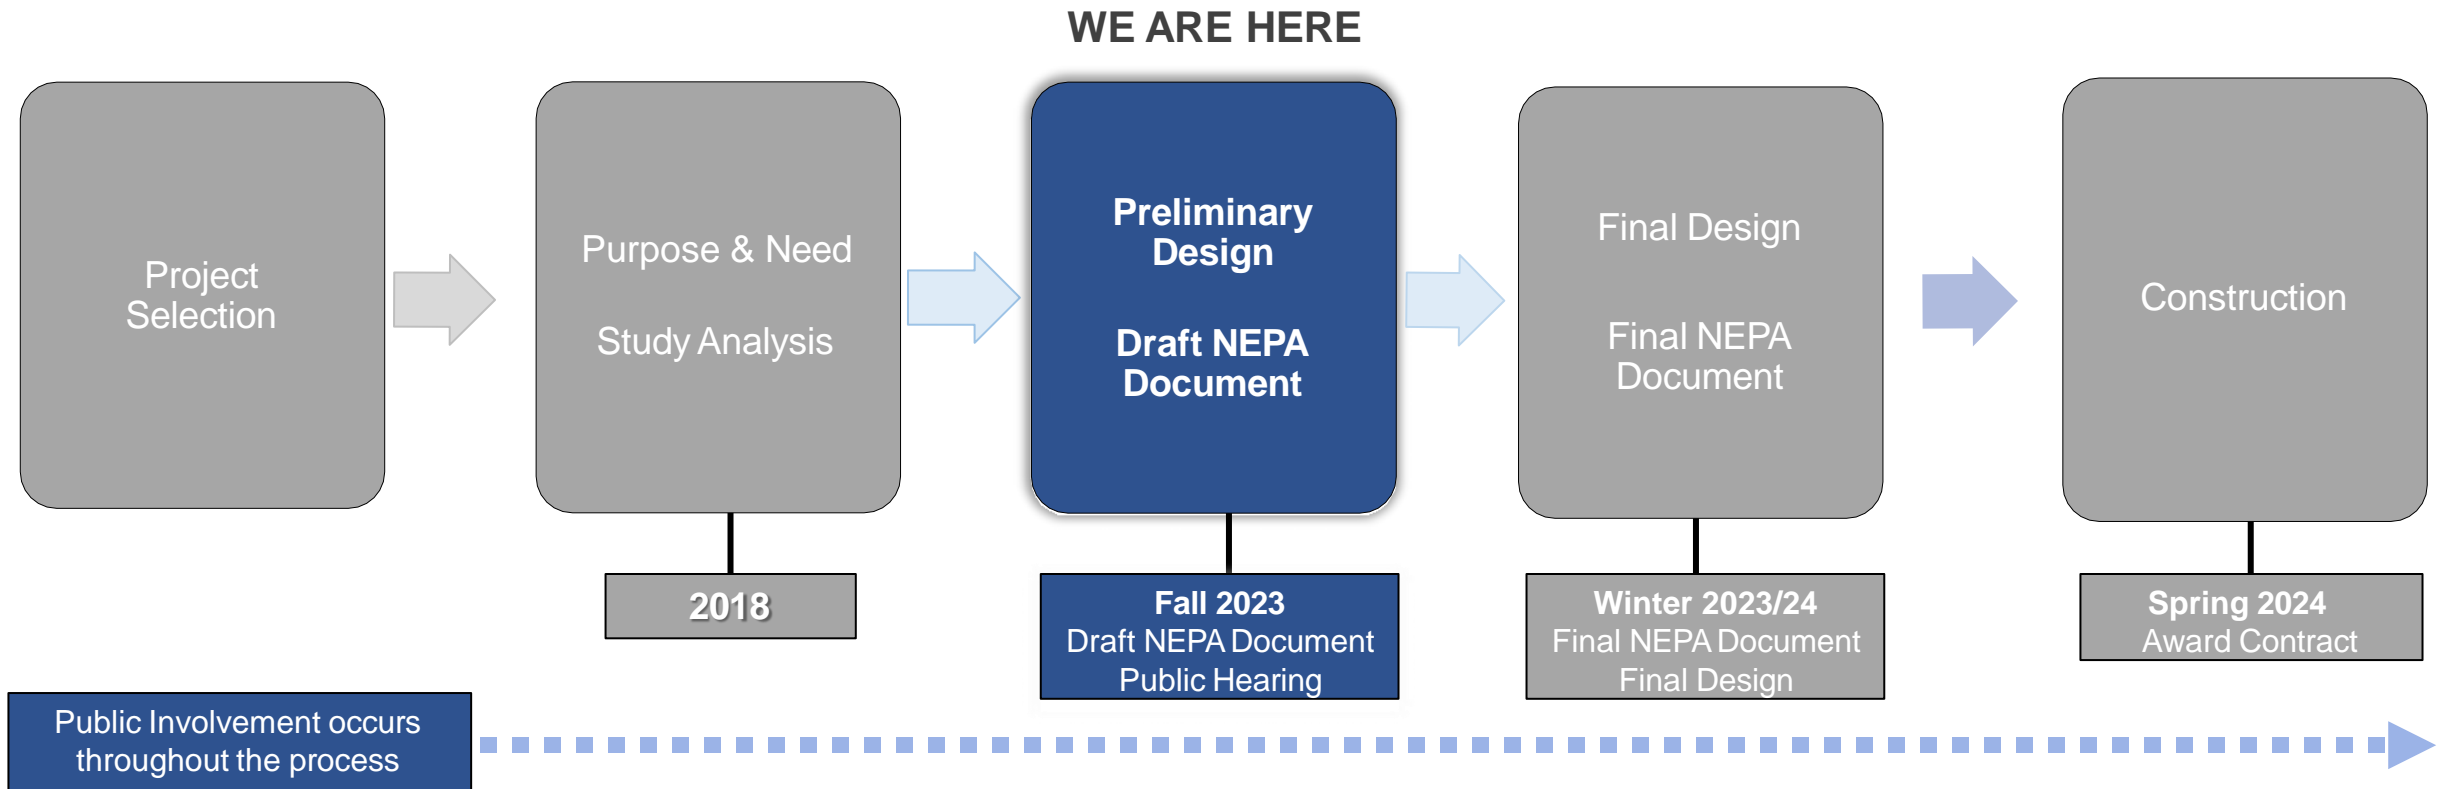 WE ARE HERE
Project
Selection
Purpose & Need
Study Analysis
Preliminary
Design
Draft NEPA
Document
Final Design
Final NEPA
Document
Construction
2018
Fall 2023
Draft NEPA Document
Public Hearing
Winter 2023/24
Final NEPA Document
Final Design
Spring 2024
Award Contract
Public Involvement occurs
throughout the process